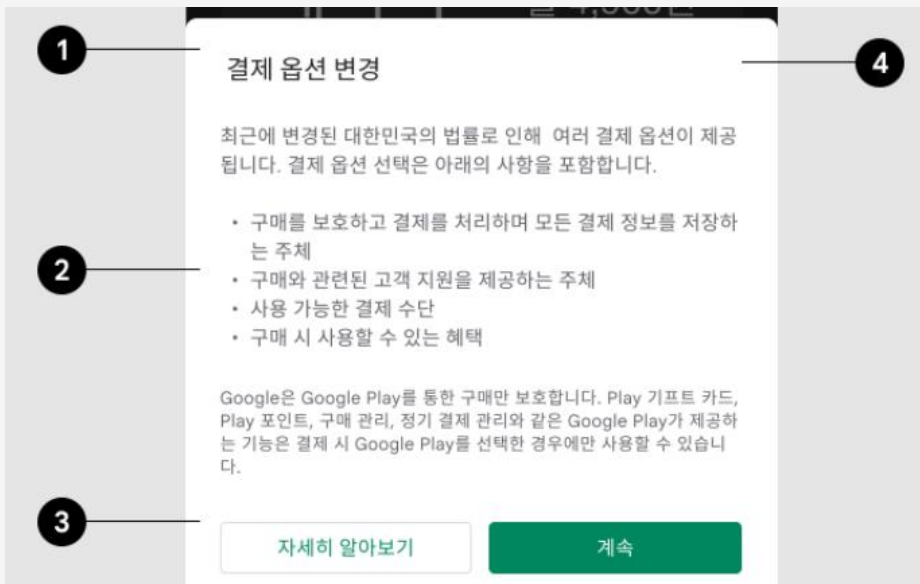 1
결제 옵션 변경
4
최근에 변경된 대한민국의 법률로 인해 여러 결제 옵션이 제공
됩니다. 결제 옵션 선택은 아래의 사항을 포함합니다.
• 구매를 보호하고 결제를 처리하며 모든 결제 정보를 저장하
는 주체
2
• 구매와 관련된 고객 지원을 제공하는 주체
• 사용 가능한 결제 수단
• 구매 시 사용할 수 있는 혜택
Google은 Google Play를 통한 구매만 보호합니다. Play 기프트 카드,
Play 포인트, 구매 관리, 정기 결제 관리와 같은 Google Play가 제공하
는 기능은 결제 시 Google Play를 선택한 경우에만 사용할 수 있습니
다.
3
자세히 알아보기
계속